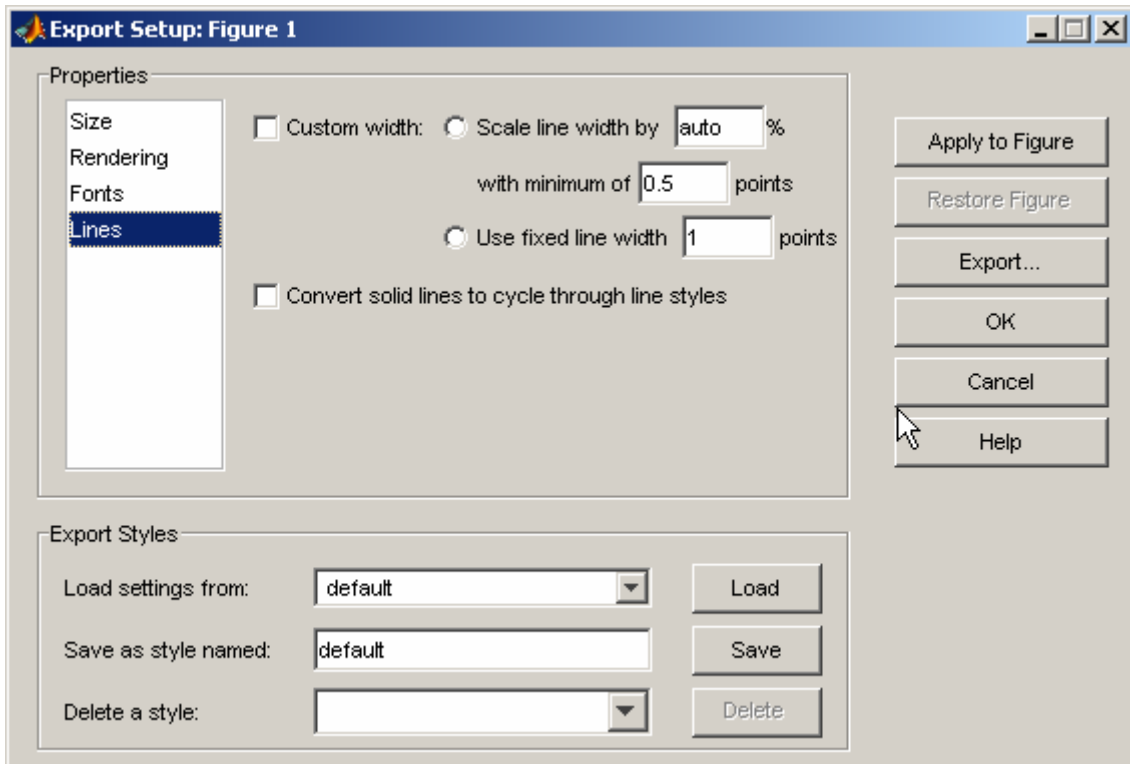 Export Setup: Figure 1
Properties
Size
Rendering
Fonts
Lines
Custom width: Scale line width by auto %
with minimum of 0.5 points
Use fixed line width 1 points
Convert solid lines to cycle through line styles
Apply to Figure
Restore Figure
Export...
OK
Cancel
Help
Export Styles
Load settings from: default Load
Save as style named: default Save
Delete a style: Delete